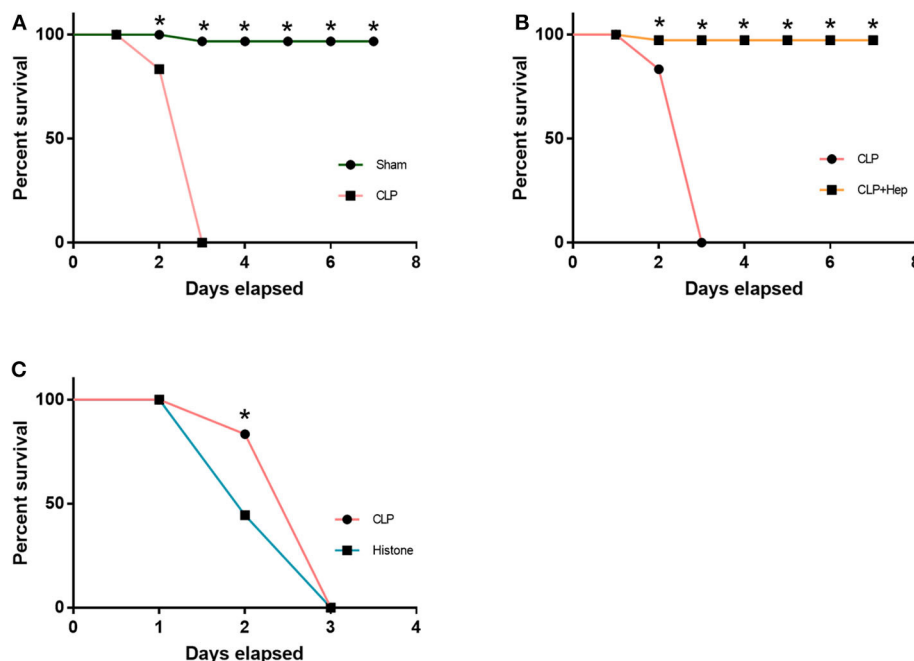 A
Percent survival
100
50
0
* * * * * *
Sham
CLP
0 2 4 6 8
Days elapsed
B
Percent survival
100
50
0
* * * * * *
CLP
CLP+Hep
0 2 4 6 8
Days elapsed
C
Percent survival
100
50
0
*
CLP
Histone
0 1 2 3 4
Days elapsed